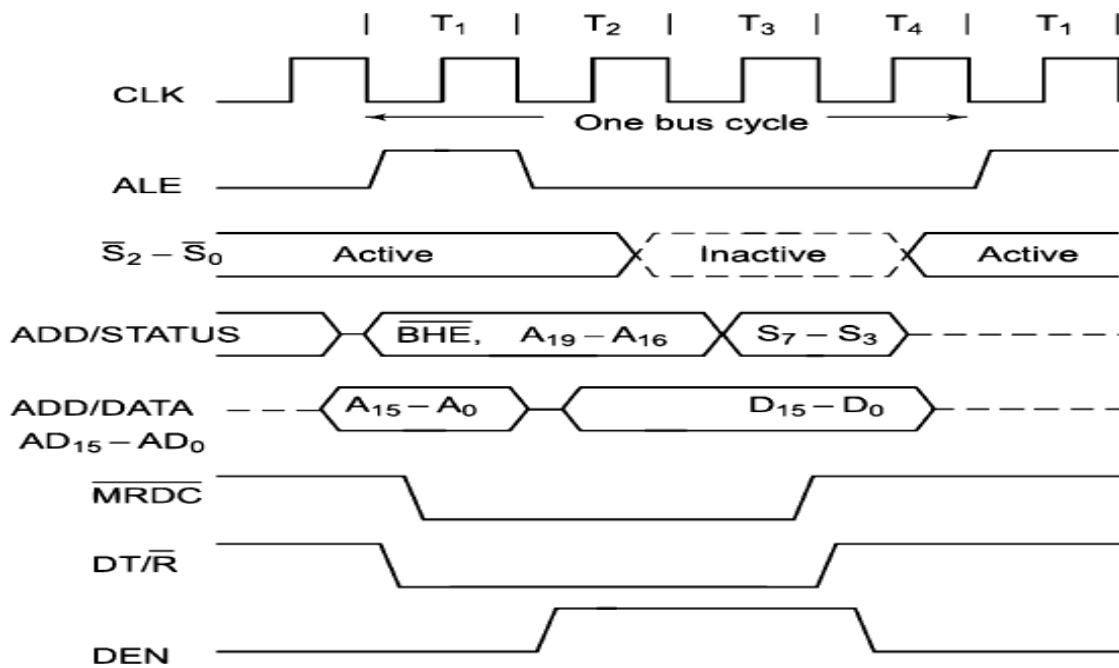 T₁ T₂ T₃ T₄ T₁
CLK
One bus cycle
ALE
S̅₂ – S̅₀ Active Inactive Active
ADD/STATUS B̅H̅E̅, A₁₉ – A₁₆ S₇ – S₃
ADD/DATA A₁₅ – A₀ D₁₅ – D₀
AD₁₅ – AD₀
M̅R̅D̅C̅
DT/R̅
DEN